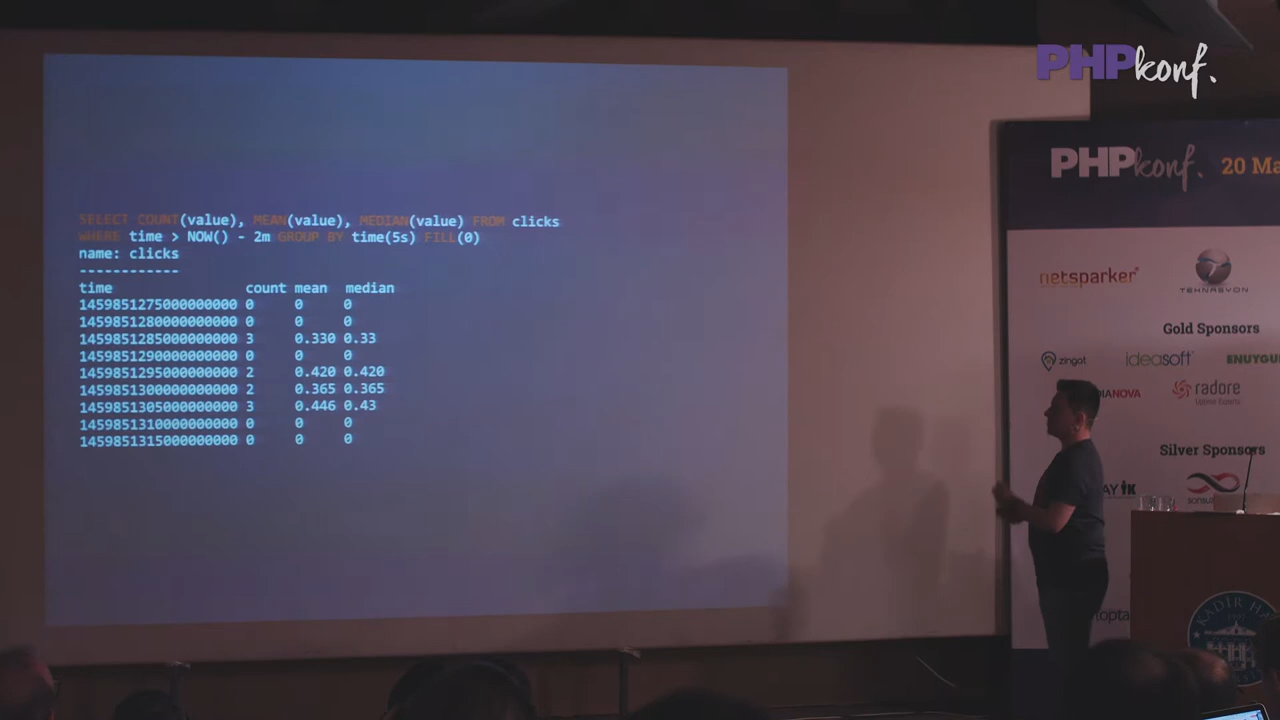 PHPkonf.
SELECT COUNT(value), MEAN(value), MEDIAN(value) FROM clicks
WHERE time > NOW() - 2m GROUP BY time(5s) FILL(0)
name: clicks
------------
time count mean median
1459851275000000000 0 0 0
1459851280000000000 0 0 0
1459851285000000000 3 0.330 0.33
1459851290000000000 0 0 0
1459851295000000000 2 0.420 0.420
1459851300000000000 2 0.365 0.365
1459851305000000000 3 0.446 0.43
1459851310000000000 0 0 0
1459851315000000000 0 0 0
PHPkonf. 20 Ma
netsparker
TEKNASYON
Gold Sponsors
zingat ideasoft ENUYGU
DIANOVA radore
Silver Sponsors
KADİR HA